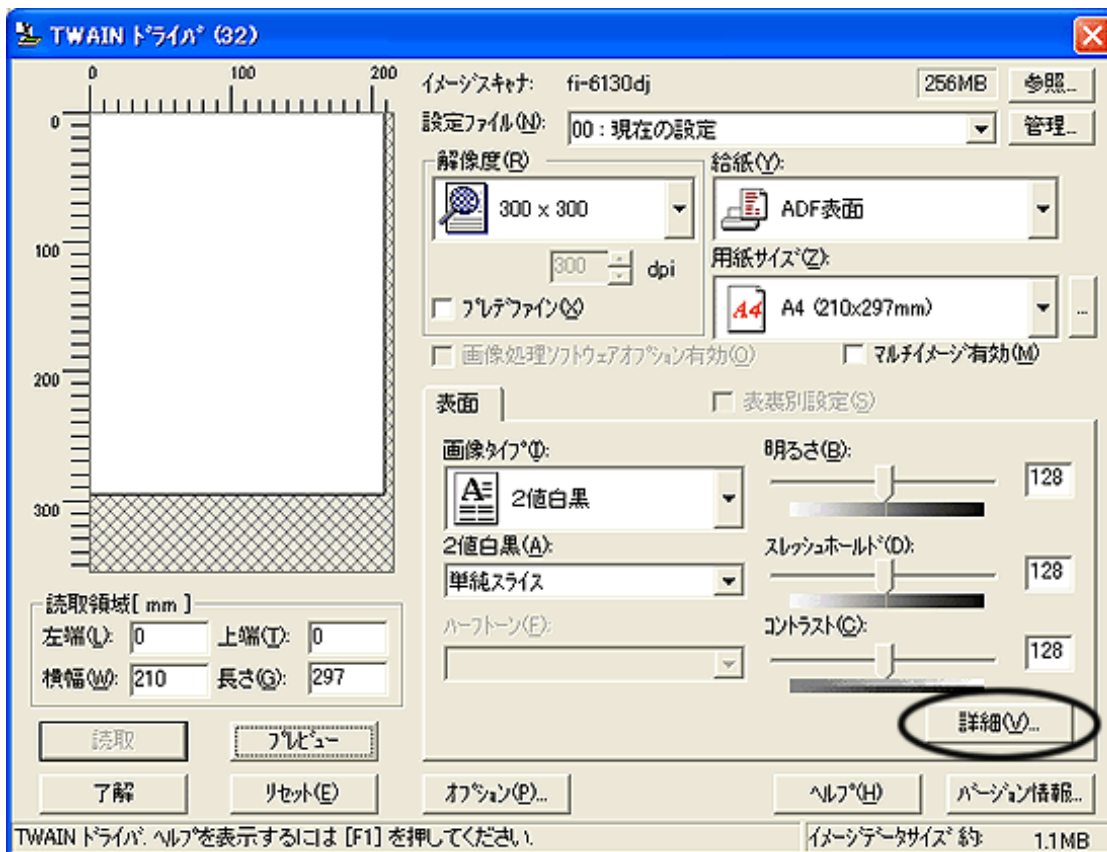 TWAIN ﾄﾞﾗｲﾊﾞ (32)
0 100 200
0
100
200
300
ｲﾒｰｼﾞｽｷｬﾅ: fi-6130dj 256MB 参照...
設定ﾌｧｲﾙ(N): 00 : 現在の設定 管理...
解像度(R)
300 x 300
300 dpi
ﾌﾟﾚﾃﾞﾌｧｲﾝ(X)
給紙(Y):
ADF表面
用紙ｻｲｽﾞ(Z):
A4 A4 (210x297mm) ...
画像処理ｿﾌﾄｳｪｱｵﾌﾟｼｮﾝ有効(O) ﾏﾙﾁｲﾒｰｼﾞ有効(M)
表面 表裏別設定(S)
画像ﾀｲﾌﾟ(I):
2値白黒
2値白黒(A):
単純ｽﾗｲｽ
ﾊｰﾌﾄｰﾝ(F):
明るさ(B):
128
ｽﾚｯｼｭﾎｰﾙﾄﾞ(D):
128
ｺﾝﾄﾗｽﾄ(C):
128
詳細(V)...
読取領域[ mm ]
左端(L): 0 上端(T): 0
横幅(W): 210 長さ(G): 297
読取 ﾌﾟﾚﾋﾞｭｰ
了解 ﾘｾｯﾄ(E) ｵﾌﾟｼｮﾝ(P)... ﾍﾙﾌﾟ(H) ﾊﾞｰｼﾞｮﾝ情報...
TWAIN ﾄﾞﾗｲﾊﾞ. ﾍﾙﾌﾟを表示するには [F1] を押してください. ｲﾒｰｼﾞﾃﾞｰﾀｻｲｽﾞ 約: 1.1MB